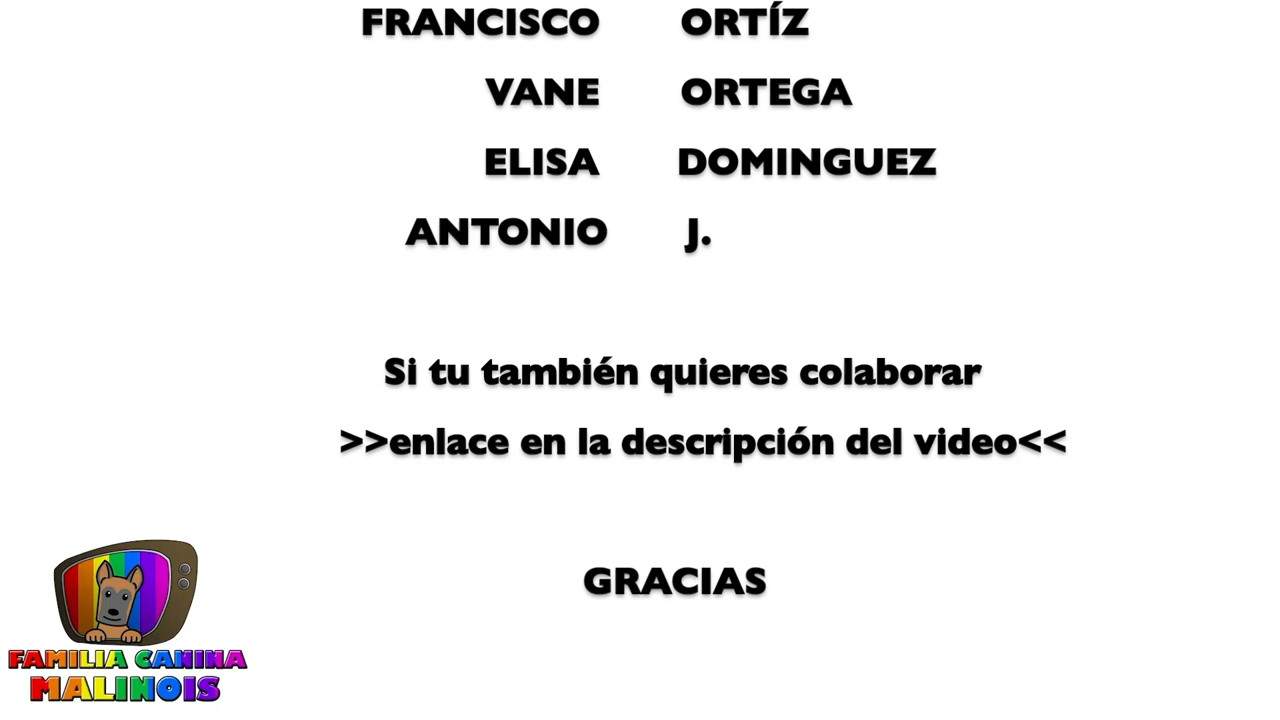 FRANCISCO ORTÍZ
VANE ORTEGA
ELISA DOMINGUEZ
ANTONIO J.
Si tu también quieres colaborar
>>enlace en la descripción del video<<
GRACIAS
FAMILIA CANINA
MALINOIS